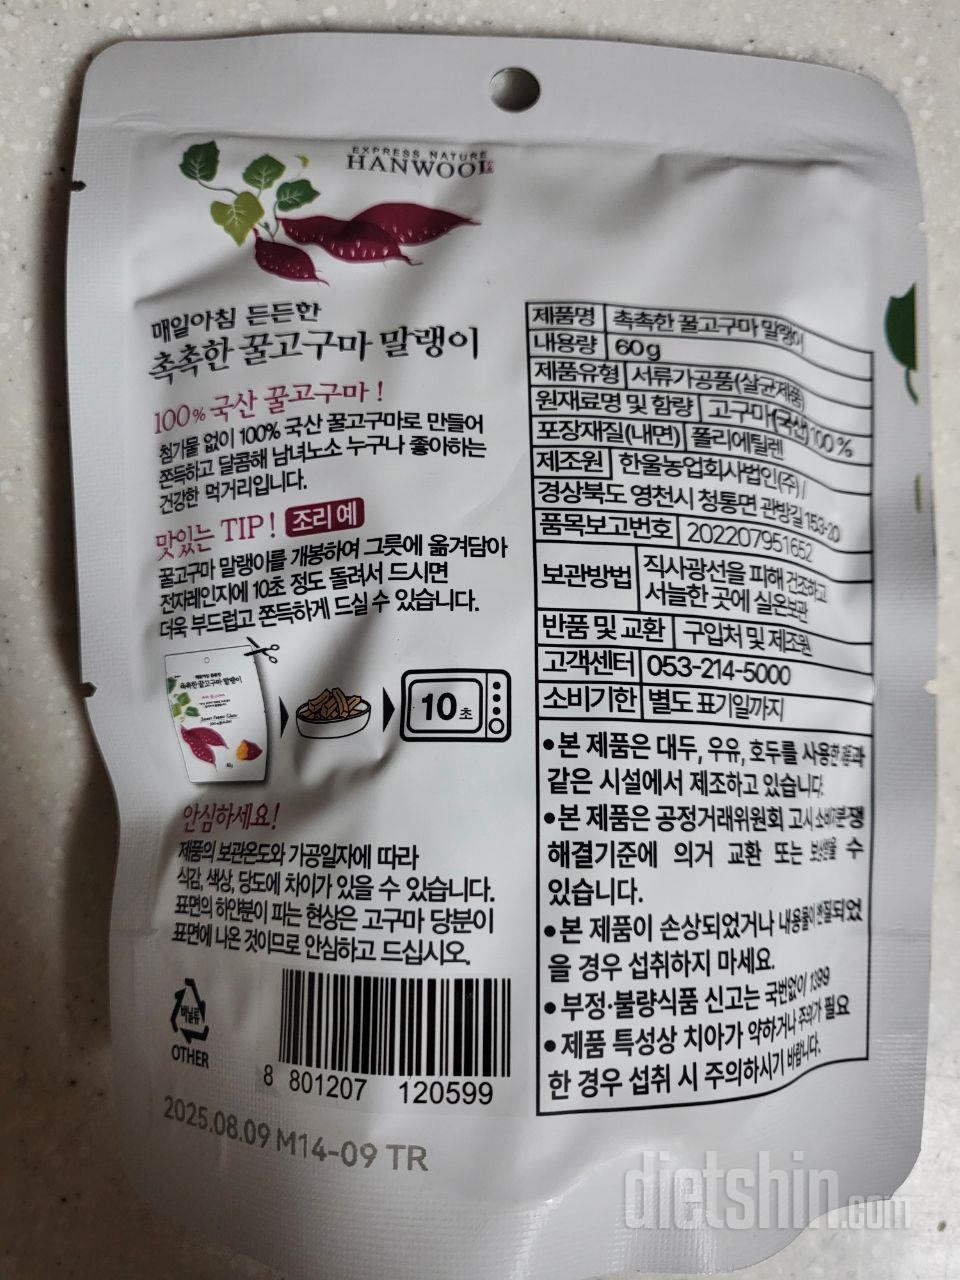 EXPRESS NATURE
HANWOOL
매일아침 든든한
촉촉한 꿀고구마 말랭이
100% 국산 꿀고구마!
첨가물 없이 100% 국산 꿀고구마로 만들어
쫀득하고 달콤해 남녀노소 누구나 좋아하는
건강한 먹거리입니다.
맛있는 TIP! 조리 예
꿀고구마 말랭이를 개봉하여 그릇에 옮겨담아
전자레인지에 10초 정도 돌려서 드시면
더욱 부드럽고 쫀득하게 드실 수 있습니다.
촉촉한 꿀고구마 말랭이
10초
안심하세요!
제품의 보관온도와 가공일자에 따라
식감, 색상, 당도에 차이가 있을 수 있습니다.
표면의 하얀분이 피는 현상은 고구마 당분이
표면에 나온 것이므로 안심하고 드십시오.
비닐류
OTHER
8 801207 120599
2025.08.09 M14-09 TR
제품명 촉촉한 꿀고구마 말랭이
내용량 60g
제품유형 서류가공품(살균제품)
원재료명 및 함량 고구마(국산)100%
포장재질(내면) 폴리에틸렌
제조원 한울농업회사법인(주)/
경상북도 영천시 청통면 관방길 153-20
품목보고번호 202207951652
보관방법 직사광선을 피해 건조하고
서늘한 곳에 실온보관
반품 및 교환 구입처 및 제조원
고객센터 053-214-5000
소비기한 별도 표기일까지
•본 제품은 대두, 우유, 호두를 사용한 제품과
같은 시설에서 제조하고 있습니다.
•본 제품은 공정거래위원회 고시 소비자분쟁
해결기준에 의거 교환 또는 보상받을 수
있습니다.
•본 제품이 손상되었거나 내용물이 변질되었
을 경우 섭취하지 마세요.
•부정·불량식품 신고는 국번없이 1399
•제품 특성상 치아가 약하거나 주의가 필요
한 경우 섭취 시 주의하시기 바랍니다.
dietshin.com